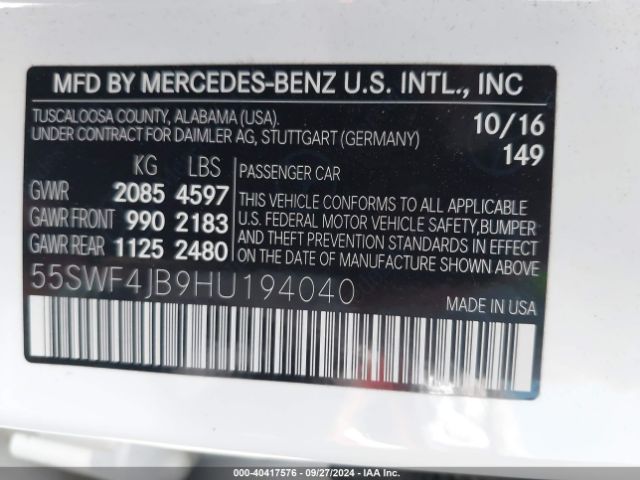 MFD BY MERCEDES-BENZ U.S. INTL., INC
TUSCALOOSA COUNTY, ALABAMA (USA).
UNDER CONTRACT FOR DAIMLER AG, STUTTGART (GERMANY)
10/16
149
KG LBS
GVWR 2085 4597
GAWR FRONT 990 2183
GAWR REAR 1125 2480
PASSENGER CAR
THIS VEHICLE CONFORMS TO ALL APPLICABLE
U.S. FEDERAL MOTOR VEHICLE SAFETY, BUMPER
AND THEFT PREVENTION STANDARDS IN EFFECT
ON THE DATE OF MANUFACTURE SHOWN ABOVE.
55SWF4JB9HU194040
MADE IN USA
000-40417576 - 09/27/2024 - IAA Inc.